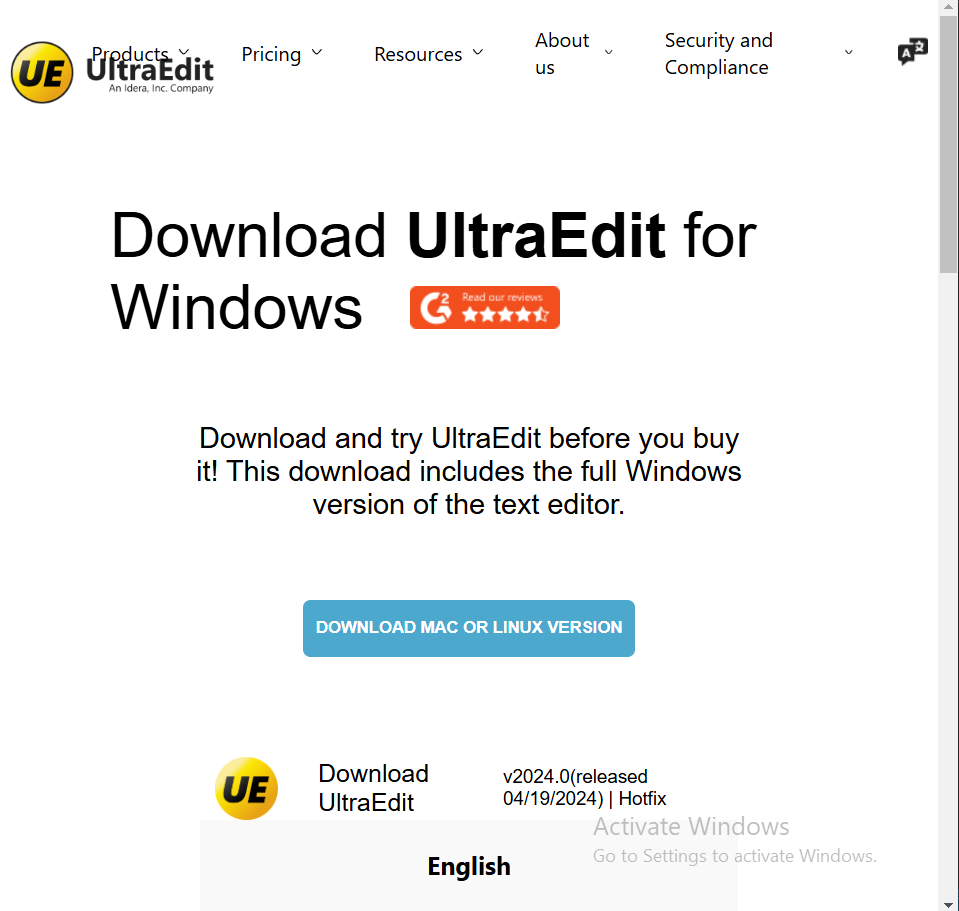 UE
UltraEdit
An Idera, Inc. Company
Products
Pricing
Resources
About
us
Security and
Compliance
A 文
Download UltraEdit for
Windows
G2
Read our reviews
Download and try UltraEdit before you buy
it! This download includes the full Windows
version of the text editor.
DOWNLOAD MAC OR LINUX VERSION
UE
Download
UltraEdit
v2024.0(released
04/19/2024) | Hotfix
Activate Windows
Go to Settings to activate Windows.
English